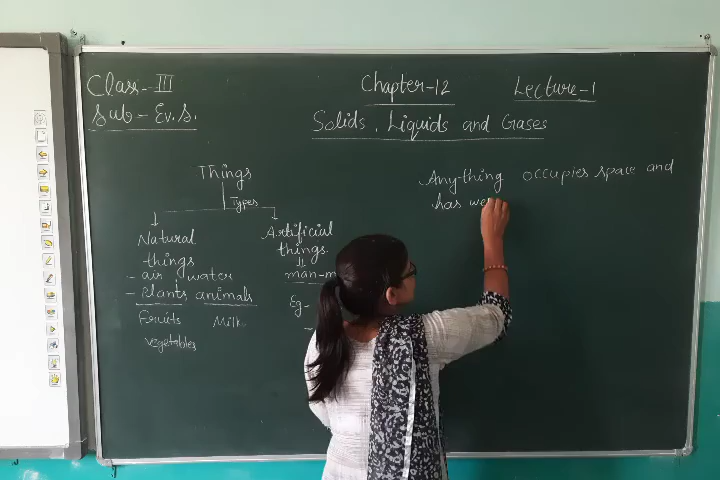 Class - III
Sub - Ev.S.
Chapter-12
Lecture-1
Solids, Liquids and Gases
Things
Types
Natural things
- air water
- Plants animals
Fruits Milk
vegetables
Artificial things
man-m
Eg-
-
Any-thing occupies space and
has we